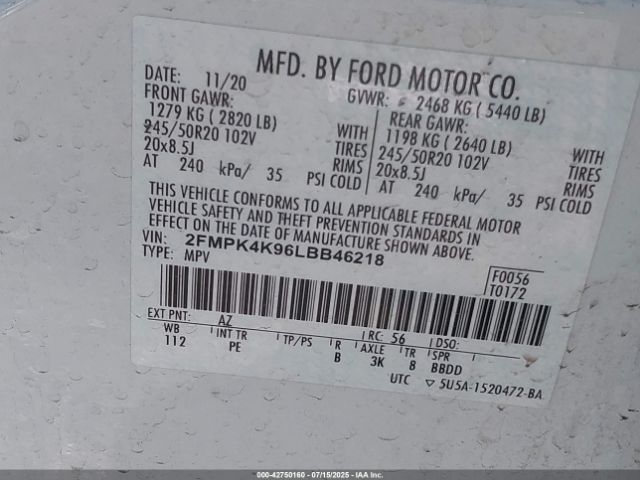 MFD. BY FORD MOTOR CO.
DATE: 11/20 GVWR: 2468 KG ( 5440 LB)
FRONT GAWR: REAR GAWR:
1279 KG ( 2820 LB) WITH 1198 KG ( 2640 LB) WITH
245/50R20 102V TIRES 245/50R20 102V TIRES
20x8.5J RIMS 20x8.5J RIMS
AT 240 kPa/ 35 PSI COLD AT 240 kPa/ 35 PSI COLD
THIS VEHICLE CONFORMS TO ALL APPLICABLE FEDERAL MOTOR
VEHICLE SAFETY AND THEFT PREVENTION STANDARDS IN
EFFECT ON THE DATE OF MANUFACTURE SHOWN ABOVE.
VIN: 2FMPK4K96LBB46218
TYPE: MPV
F0056
T0172
EXT PNT: AZ RC: 56 DSO:
WB INT TR TP/PS R AXLE TR SPR
112 PE B 3K 8 BBDD
UTC ▽ 5U5A-1520472-BA
000-42750160 - 07/15/2025 - IAAI.com